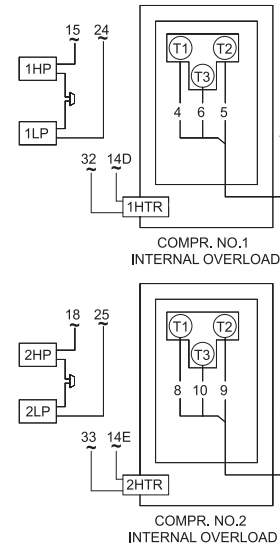 15 24
1HP
1LP
T1 T2
T3
4 6 5
32 14D
1HTR
COMPR. NO.1
INTERNAL OVERLOAD
18 25
2HP
2LP
T1 T2
T3
8 10 9
33 14E
2HTR
COMPR. NO.2
INTERNAL OVERLOAD